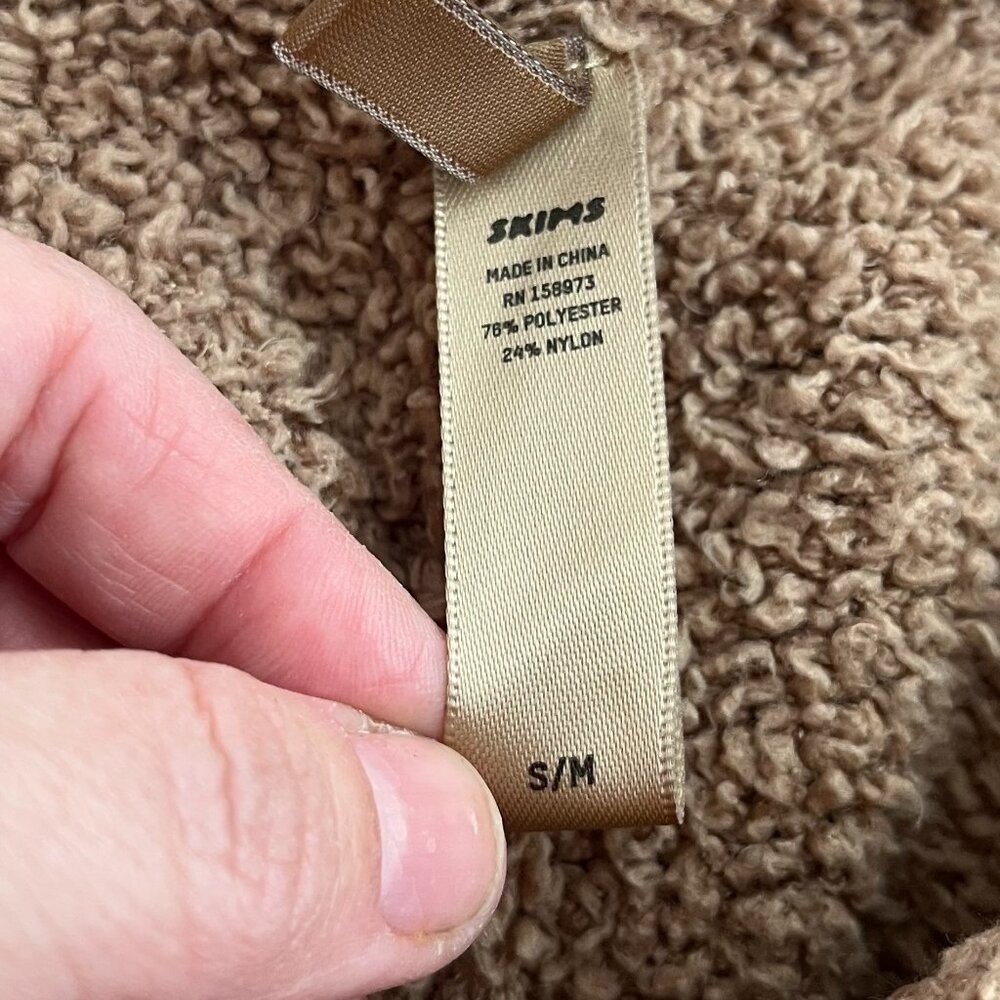 SKIMS
MADE IN CHINA
RN 158973
76% POLYESTER
24% NYLON
S/M